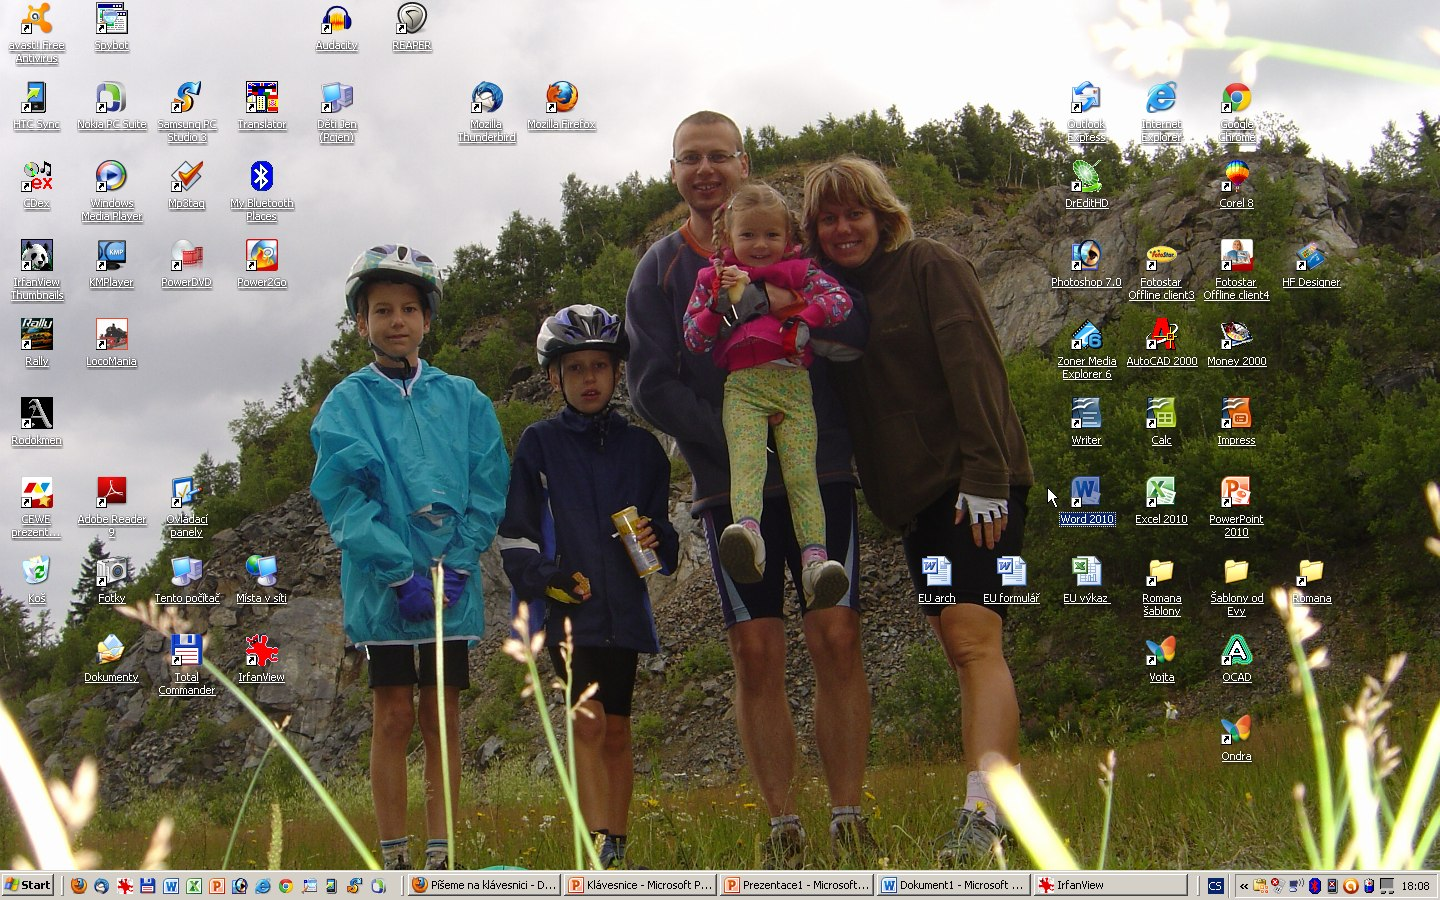 avast! Free
Antivirus
Spybot
Audacity
REAPER
HTC Sync
Nokia PC Suite
Samsung PC
Studio 3
Translator
Děti Jen
(Pcjen)
Mozilla
Thunderbird
Mozilla Firefox
Outlook
Express
Internet
Explorer
Google
Chrome
CDex
Windows
Media Player
Mp3tag
My Bluetooth
Places
DrEditHD
Corel 8
IrfanView
Thumbnails
KMPlayer
PowerDVD
Power2Go
Photoshop 7.0
Fotostar
Offline client3
Fotostar
Offline client4
HF Designer
Rally
LocoMania
Zoner Media
Explorer 6
AutoCAD 2000
Money 2000
Rodokmen
Writer
Calc
Impress
CEWE
prezent...
Adobe Reader
9
Ovládací
panely
Word 2010
Excel 2010
PowerPoint
2010
Koš
Fotky
Tento počítač
Místa v síti
EU arch
EU formulář
EU výkaz
Romana
šablony
Šablony od
Evy
Romana
Dokumenty
Total
Commander
IrfanView
Vojta
OCAD
Ondra
Start
Píšeme na klávesnici - D...
Klávesnice - Microsoft P...
Prezentace1 - Microsoft...
Dokument1 - Microsoft ...
IrfanView
CS
18:08